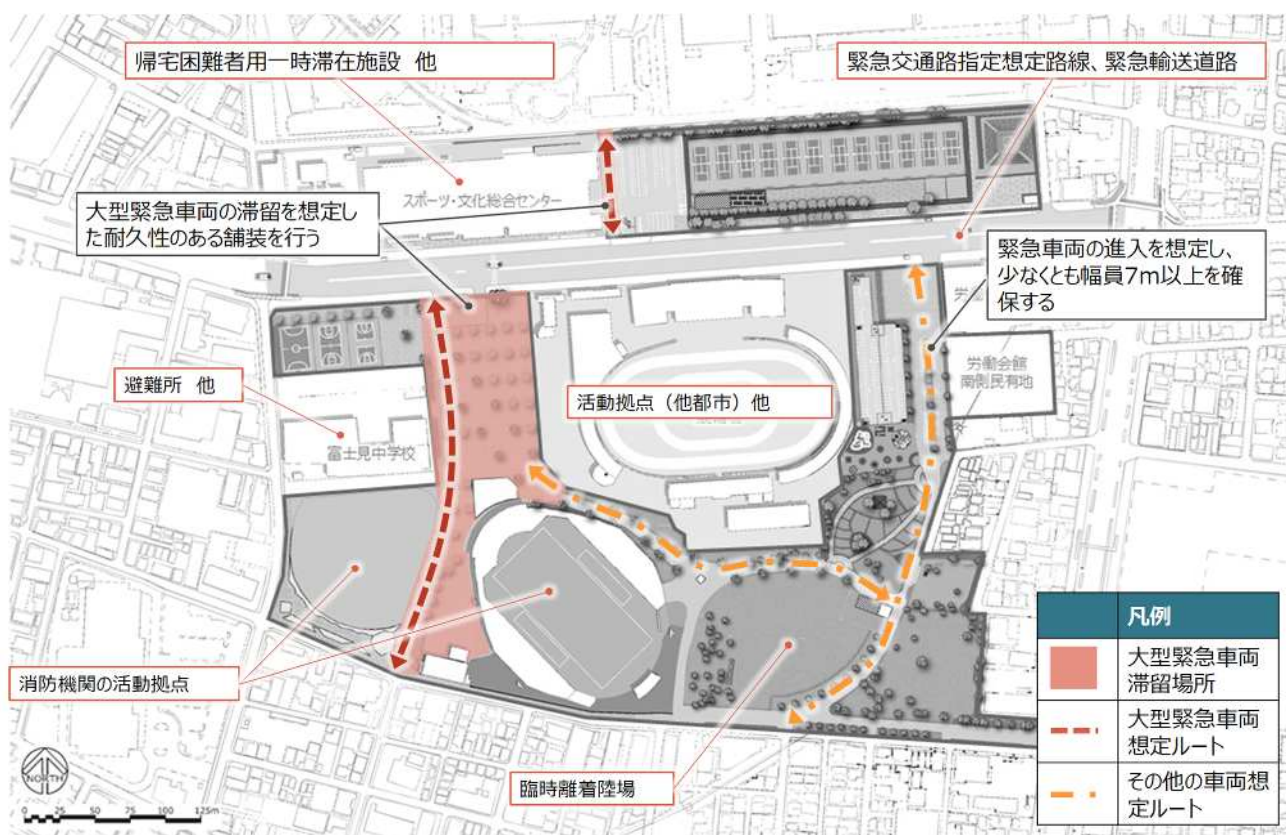 帰宅困難者用一時滞在施設 他
緊急交通路指定想定路線、緊急輸送道路
スポーツ・文化総合センター
大型緊急車両の滞留を想定し
た耐久性のある舗装を行う
緊急車両の進入を想定し、
少なくとも幅員7m以上を確
保する
労働会館
南側民有地
避難所 他
活動拠点(他都市)他
富士見中学校
消防機関の活動拠点
臨時離着陸場
凡例
大型緊急車両
滞留場所
大型緊急車両
想定ルート
その他の車両想
定ルート
NORTH
0 25 50 75 100 125m